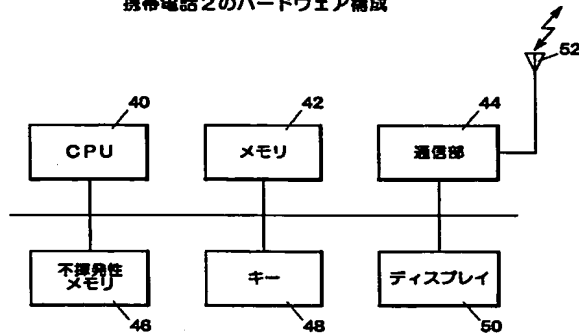 携帯電話2のハードウェア構成
52
40
42
44
CPU
メモリ
通信部
不揮発性
メモリ
キー
ディスプレイ
46
48
50